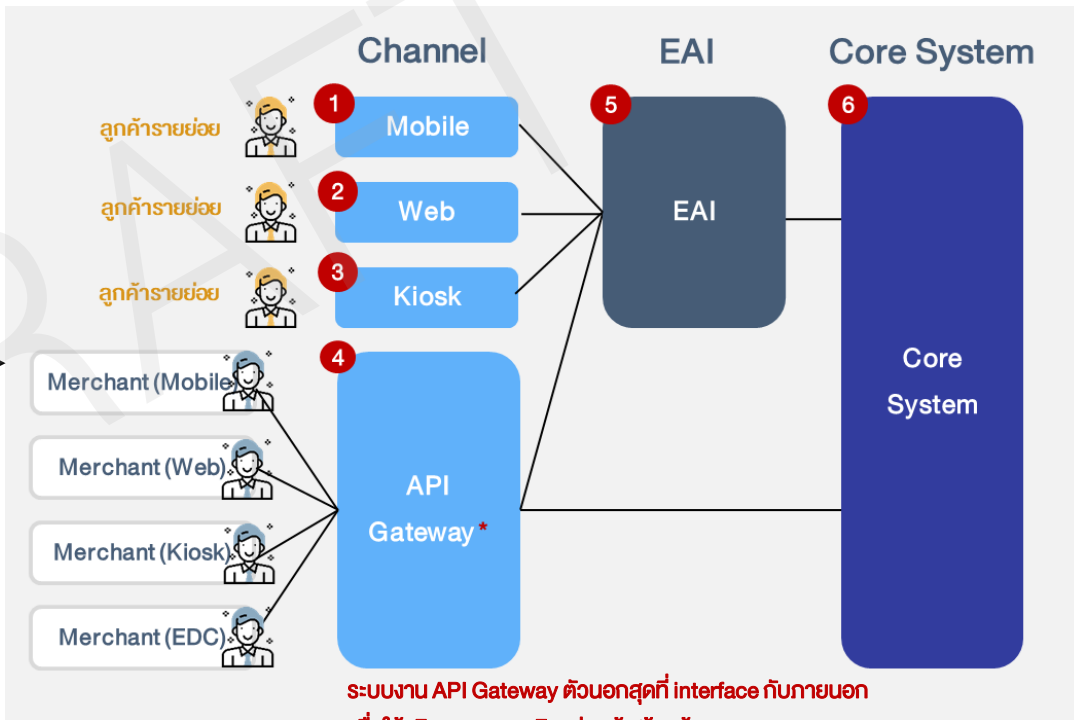 Channel
EAI
Core System
1
Mobile
5
EAI
6
Core
System
ลูกค้ารายย่อย
2
Web
ลูกค้ารายย่อย
3
Kiosk
ลูกค้ารายย่อย
4
API
Gateway*
Merchant (Mobile)
Merchant (Web)
Merchant (Kiosk)
Merchant (EDC)
ระบบงาน API Gateway ตัวนอกสุดที่ interface กับภายนอก